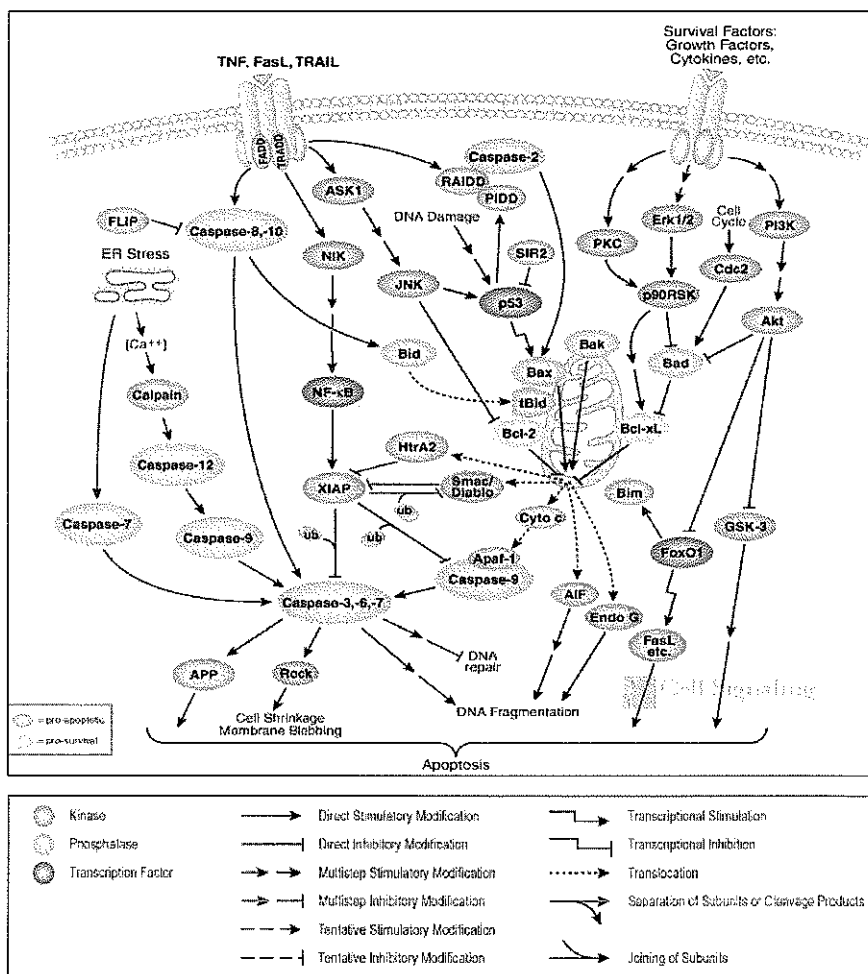 TNF, FasL, TRAIL
Survival Factors:
Growth Factors,
Cytokines, etc.
FADD
TRADD
Caspase-2
RAIDD
PIDD
ASK1
DNA Damage
FLIP
Caspase-8,-10
ER Stress
NIK
JNK
SIR2
p53
PKC
Erk1/2
Cell
Cycle
PI3K
Cdc2
p90RSK
Akt
[Ca++]
Bid
Bak
Bax
Bad
Calpain
NF-κB
tBid
Bcl-2
Bcl-xL
Caspase-12
HtrA2
XIAP
Smac/
Diablo
Bim
ub
ub
ub
Cyto c
Caspase-7
Caspase-9
Apaf-1
Caspase-9
FoxO1
GSK-3
Caspase-3,-6,-7
AIF
Endo G
FasL
etc.
DNA
repair
APP
Rock
Cell Signaling
Cell Shrinkage
Membrane Blebbing
DNA Fragmentation
= pro-apoptotic
= pro-survival
Apoptosis
Kinase
Phosphatase
Transcription Factor
Direct Stimulatory Modification
Direct Inhibitory Modification
Multistep Stimulatory Modification
Multistep Inhibitory Modification
Tentative Stimulatory Modification
Tentative Inhibitory Modification
Transcriptional Stimulation
Transcriptional Inhibition
Translocation
Separation of Subunits or Cleavage Products
Joining of Subunits